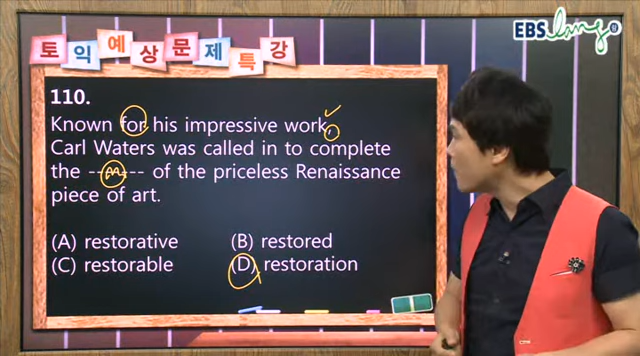 토익 예상문제 특강
EBSlang
110.
Known for his impressive work,
Carl Waters was called in to complete
the ------- of the priceless Renaissance
piece of art.
(A) restorative (B) restored
(C) restorable (D) restoration